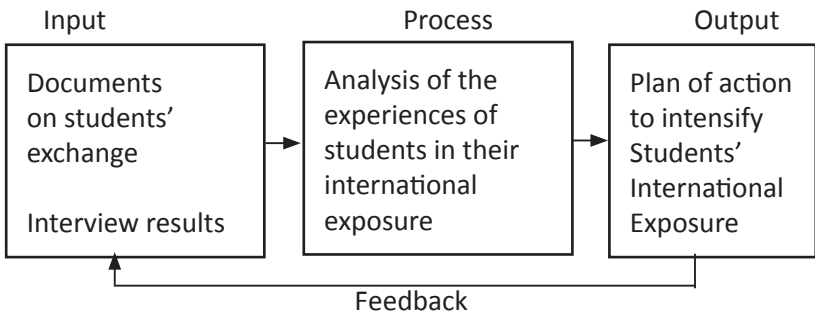 Input
Process
Output
Documents
on students’
exchange
Interview results
Analysis of the
experiences of
students in their
international
exposure
Plan of action
to intensify
Students’
International
Exposure
Feedback